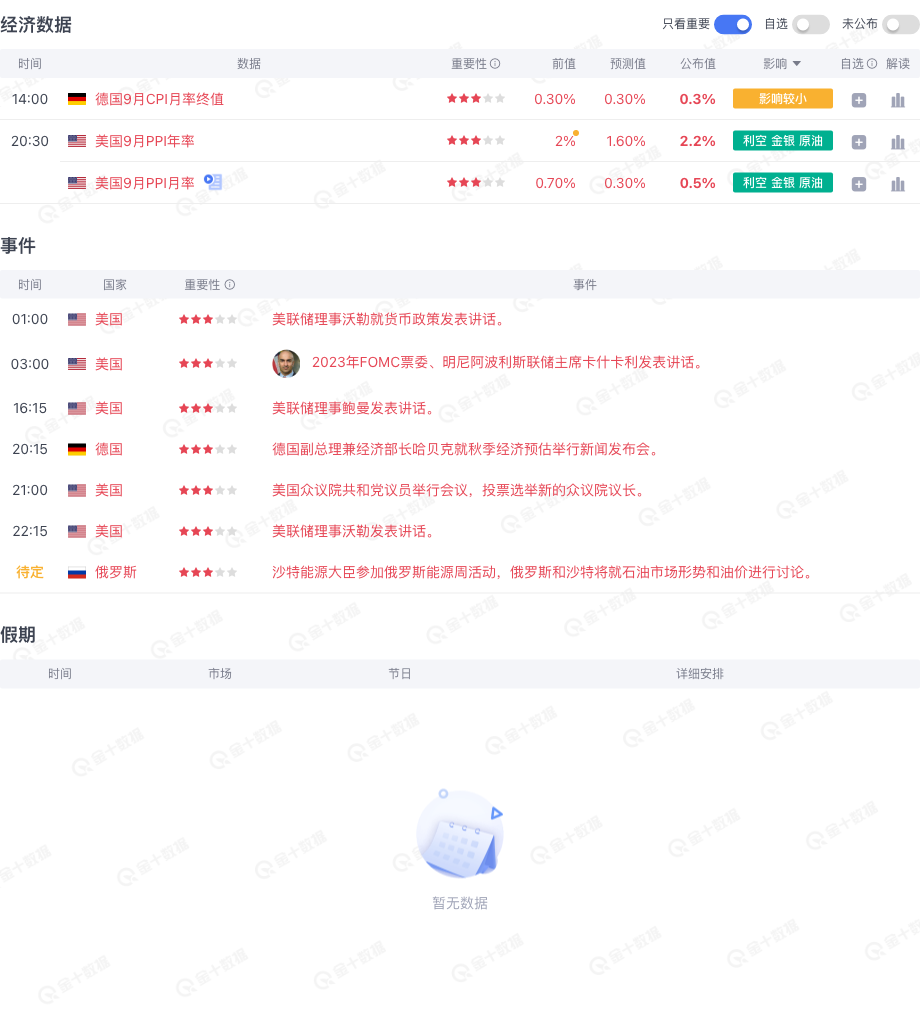 经济数据
只看重要 自选 未公布
时间 数据 重要性 前值 预测值 公布值 影响 自选 解读
14:00 德国9月CPI月率终值 0.30% 0.30% 0.3% 影响较小
20:30 美国9月PPI年率 2% 1.60% 2.2% 利空 金银 原油
美国9月PPI月率 0.70% 0.30% 0.5% 利空 金银 原油
事件
时间 国家 重要性 事件
01:00 美国 美联储理事沃勒就货币政策发表讲话。
03:00 美国 2023年FOMC票委、明尼阿波利斯联储主席卡什卡利发表讲话。
16:15 美国 美联储理事鲍曼发表讲话。
20:15 德国 德国副总理兼经济部长哈贝克就秋季经济预估举行新闻发布会。
21:00 美国 美国众议院共和党议员举行会议，投票选举新的众议院议长。
22:15 美国 美联储理事沃勒发表讲话。
待定 俄罗斯 沙特能源大臣参加俄罗斯能源周活动，俄罗斯和沙特将就石油市场形势和油价进行讨论。
假期
时间 市场 节日 详细安排
暂无数据
金十数据